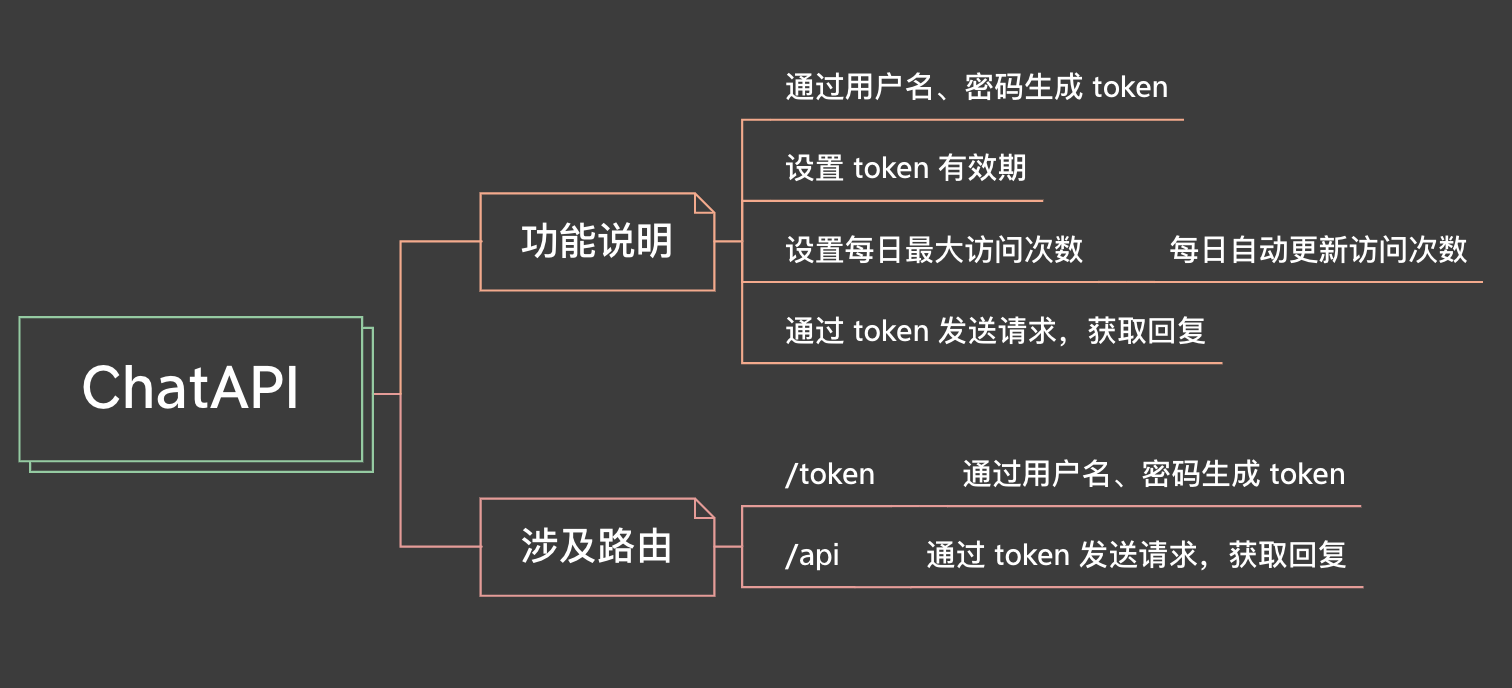 ChatAPI
功能说明
通过用户名、密码生成 token
设置 token 有效期
设置每日最大访问次数
每日自动更新访问次数
通过 token 发送请求，获取回复
涉及路由
/token
通过用户名、密码生成 token
/api
通过 token 发送请求，获取回复